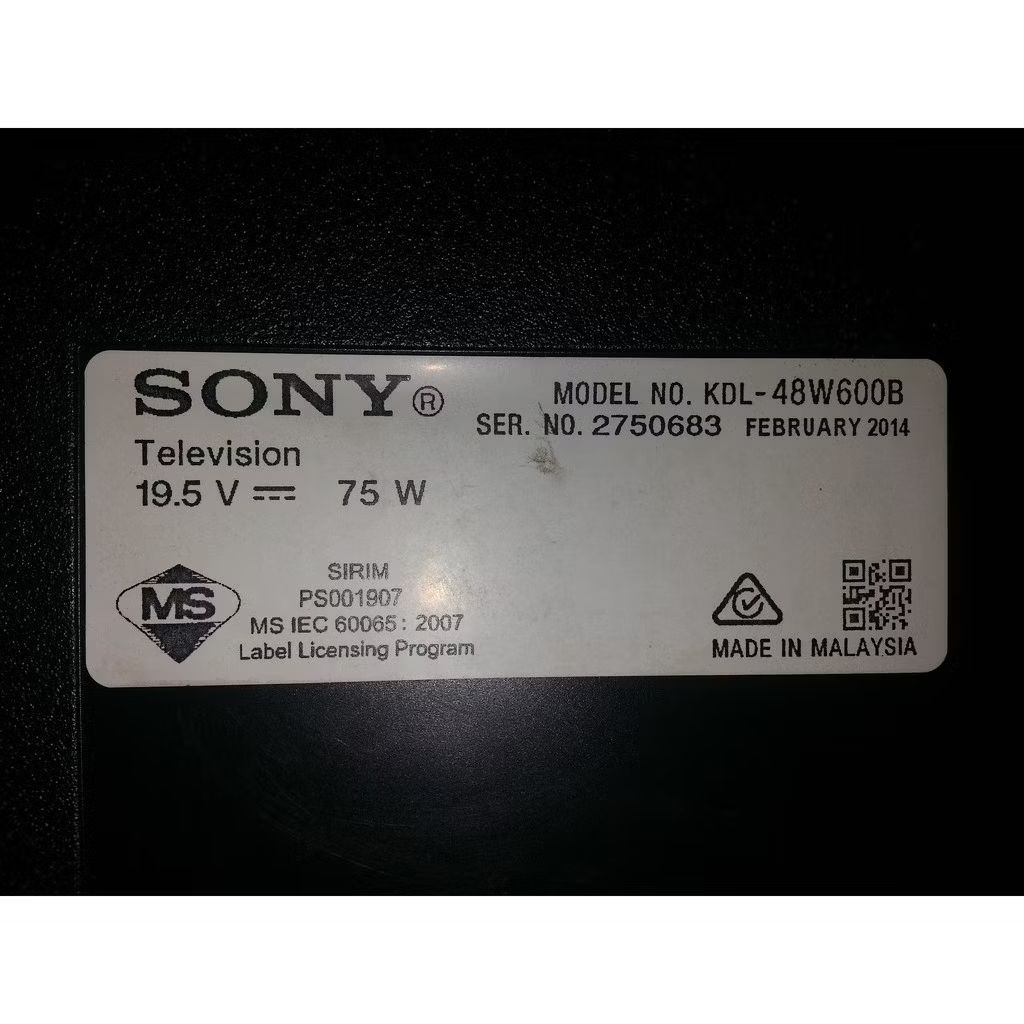 SONY®
MODEL NO. KDL-48W600B
SER. NO. 2750683 FEBRUARY 2014
Television
19.5 V ⎓ 75 W
MS
SIRIM
PS001907
MS IEC 60065: 2007
Label Licensing Program
MADE IN MALAYSIA